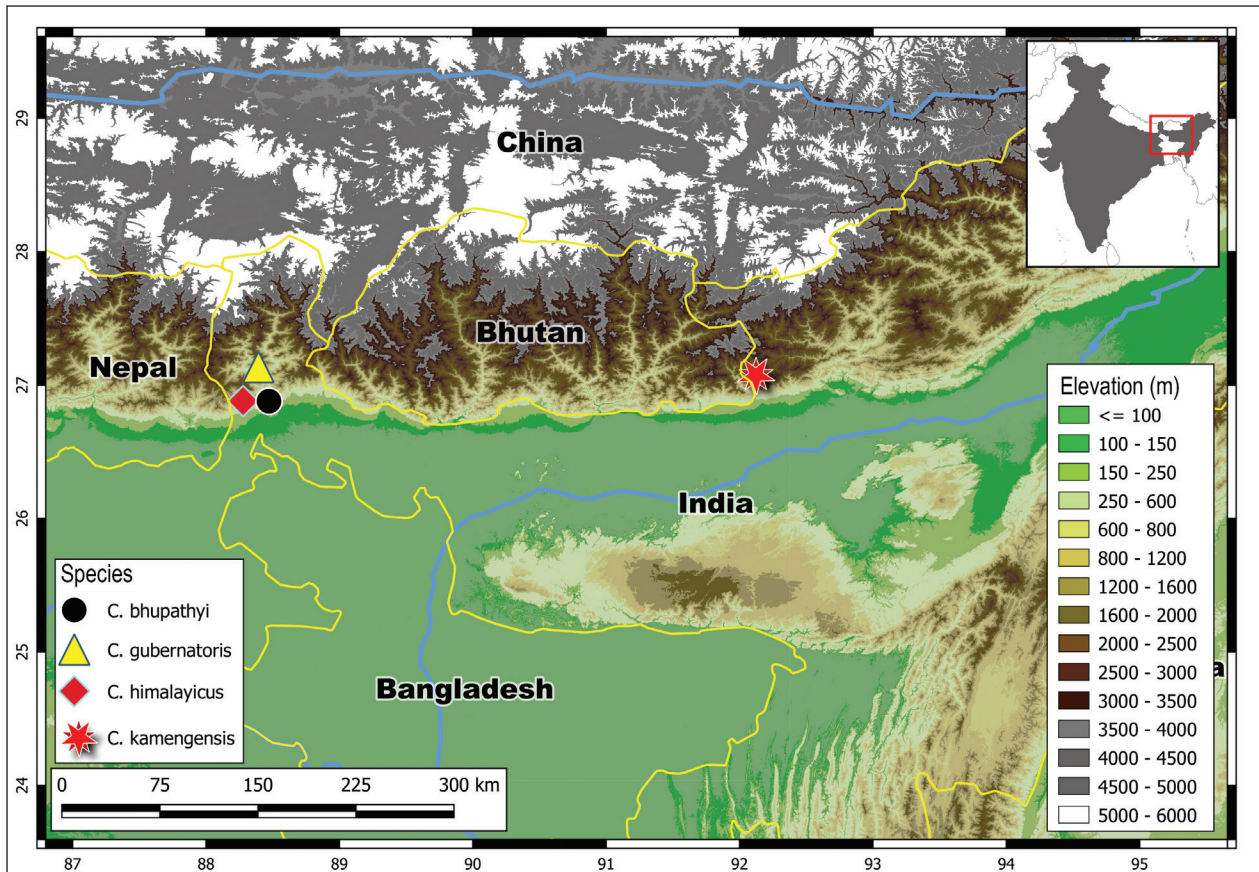 29
28
27
26
25
24
China
Nepal
Bhutan
India
Bangladesh
a
Species
C. bhupathyi
C. gubernatoris
C. himalayicus
C. kamengensis
0 75 150 225 300 km
Elevation (m)
<= 100
100 - 150
150 - 250
250 - 600
600 - 800
800 - 1200
1200 - 1600
1600 - 2000
2000 - 2500
2500 - 3000
3000 - 3500
3500 - 4000
4000 - 4500
4500 - 5000
5000 - 6000
87 88 89 90 91 92 93 94 95